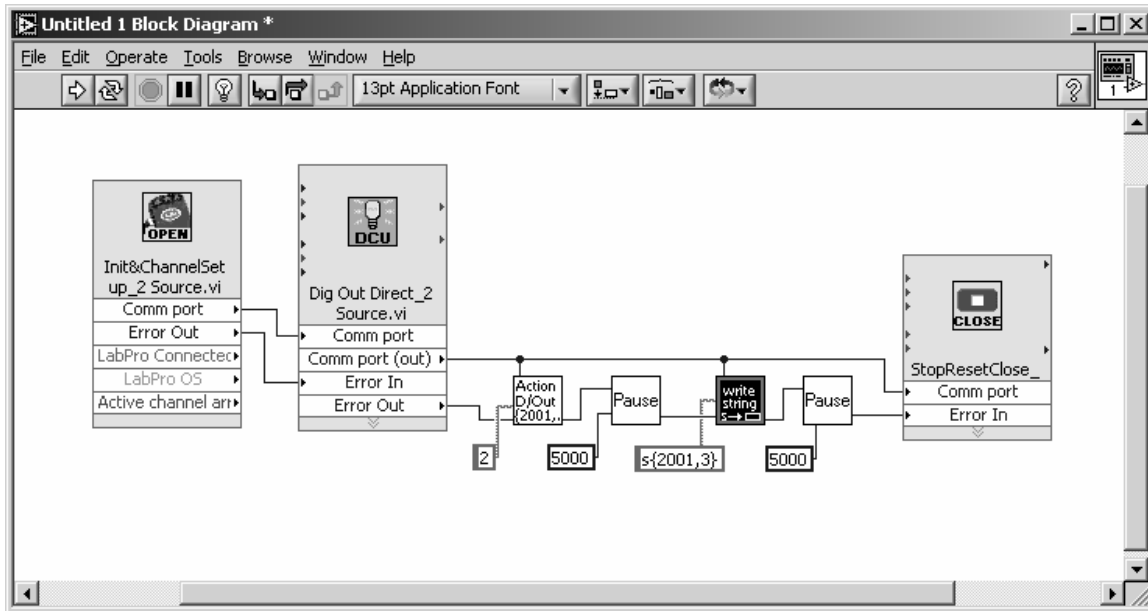 Untitled 1 Block Diagram *
File Edit Operate Tools Browse Window Help
13pt Application Font
?
1
OPEN
Init&ChannelSet
up_2 Source.vi
Comm port
Error Out
LabPro Connectec
LabPro OS
Active channel arr
DCU
Dig Out Direct_2
Source.vi
Comm port
Comm port (out)
Error In
Error Out
Action
D/Out
{2001,.
2
Pause
5000
write
string
s
s{2001,3}
Pause
5000
CLOSE
StopResetClose_
Comm port
Error In